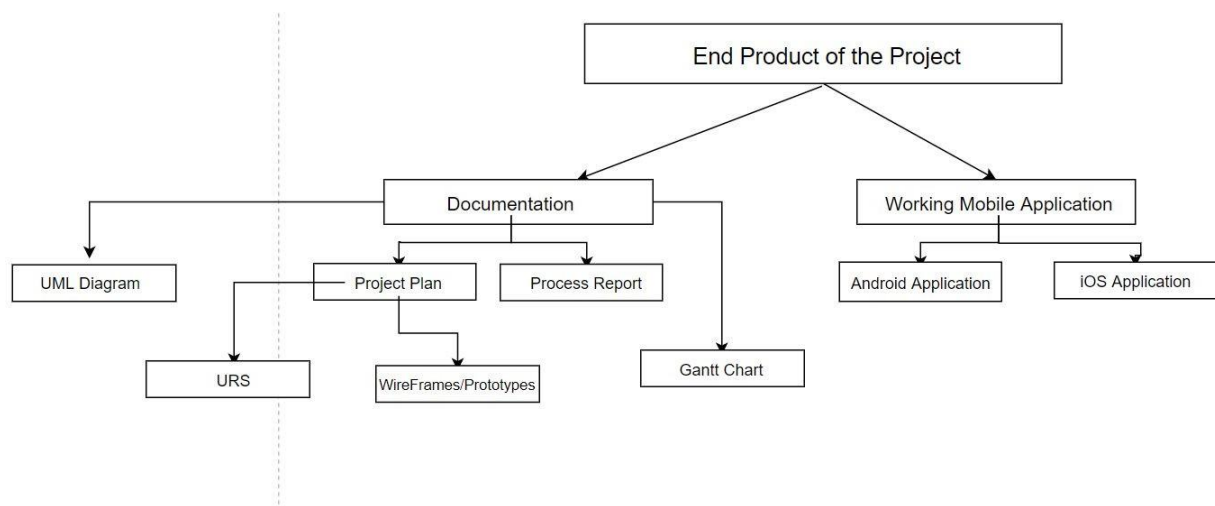 End Product of the Project
Documentation
Working Mobile Application
UML Diagram
Project Plan
Process Report
Android Application
iOS Application
URS
WireFrames/Prototypes
Gantt Chart